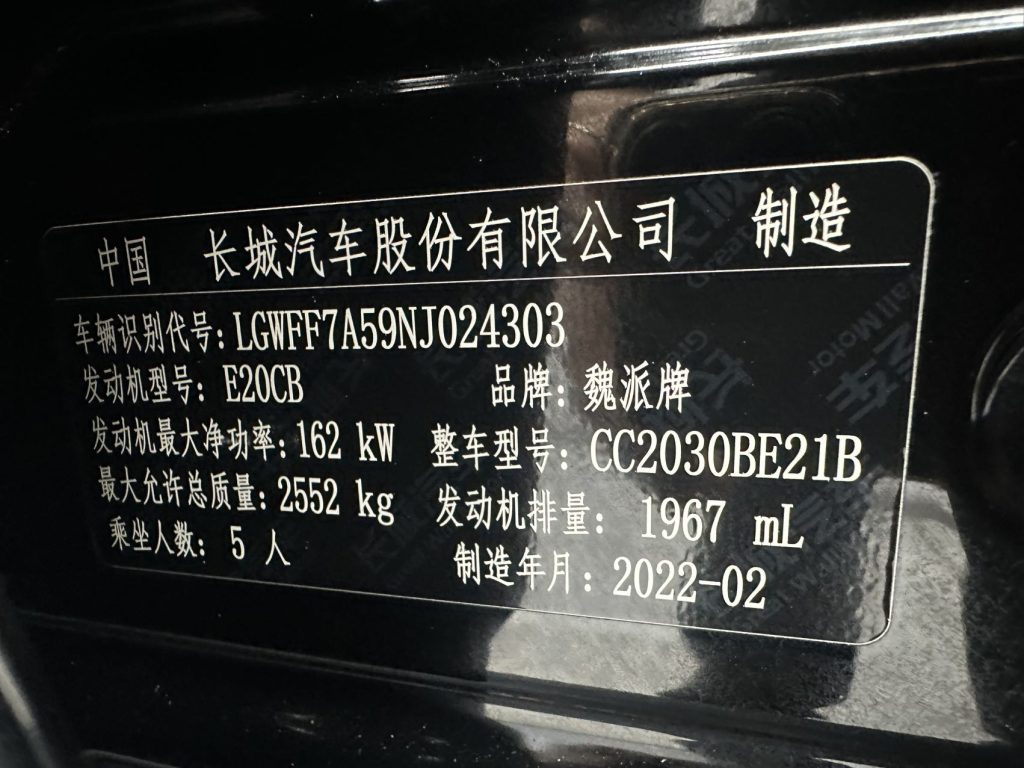 中国 长城汽车股份有限公司 制造
车辆识别代号：LGWFF7A59NJ024303
发动机型号：E20CB 品牌：魏派牌
发动机最大净功率：162 kW 整车型号：CC2030BE21B
最大允许总质量：2552 kg 发动机排量：1967 mL
乘坐人数：5 人 制造年月：2022-02